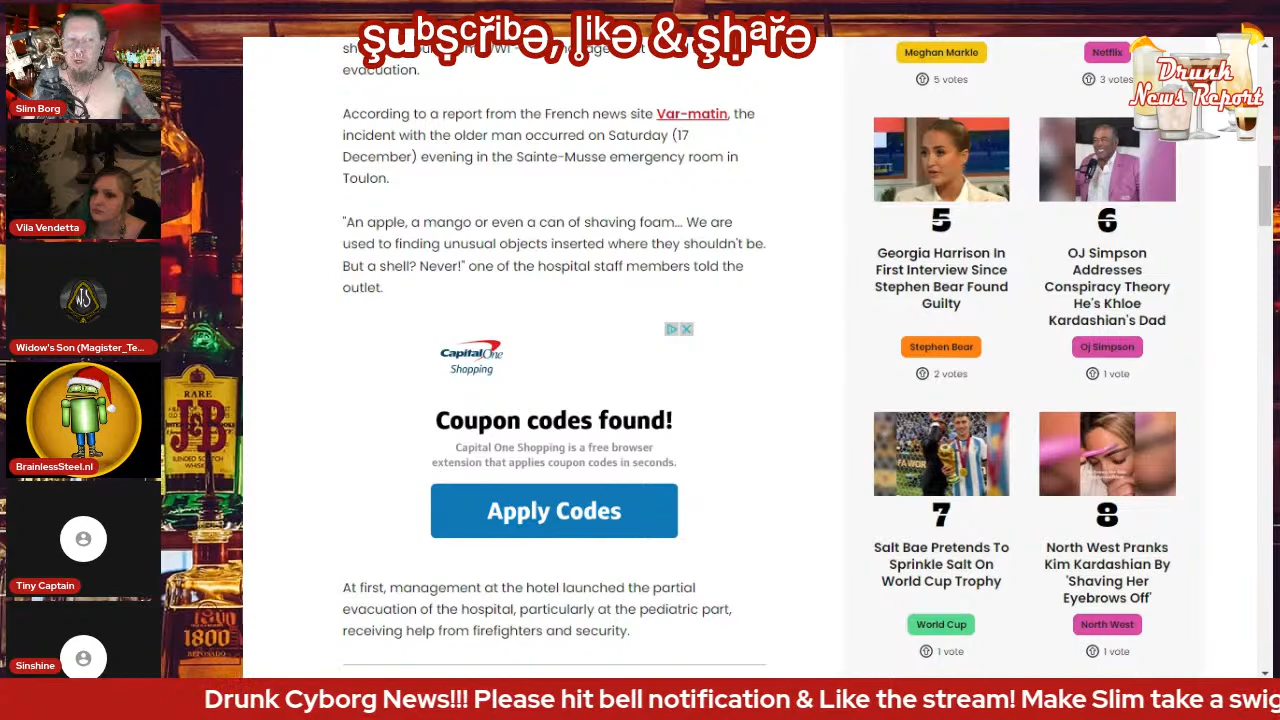 şubşcribə, likə & şharə
Slim Borg
Vila Vendetta
Widow's Son (Magister_Te...
BrainlessSteel.nl
Tiny Captain
Sinshine
Drunk
News Report
evacuation.
According to a report from the French news site Var-matin, the
incident with the older man occurred on Saturday (17
December) evening in the Sainte-Musse emergency room in
Toulon.
"An apple, a mango or even a can of shaving foam... We are
used to finding unusual objects inserted where they shouldn't be.
But a shell? Never!" one of the hospital staff members told the
outlet.
CapitalOne
Shopping
Coupon codes found!
Capital One Shopping is a free browser
extension that applies coupon codes in seconds.
Apply Codes
At first, management at the hotel launched the partial
evacuation of the hospital, particularly at the pediatric part,
receiving help from firefighters and security.
Meghan Markle
5 votes
Netflix
3 votes
5
Georgia Harrison In
First Interview Since
Stephen Bear Found
Guilty
Stephen Bear
2 votes
6
OJ Simpson
Addresses
Conspiracy Theory
He's Khloe
Kardashian's Dad
Oj Simpson
1 vote
7
Salt Bae Pretends To
Sprinkle Salt On
World Cup Trophy
World Cup
1 vote
8
North West Pranks
Kim Kardashian By
'Shaving Her
Eyebrows Off'
North West
1 vote
RARE
J&B
1800
Drunk Cyborg News!!! Please hit bell notification & Like the stream! Make Slim take a swig